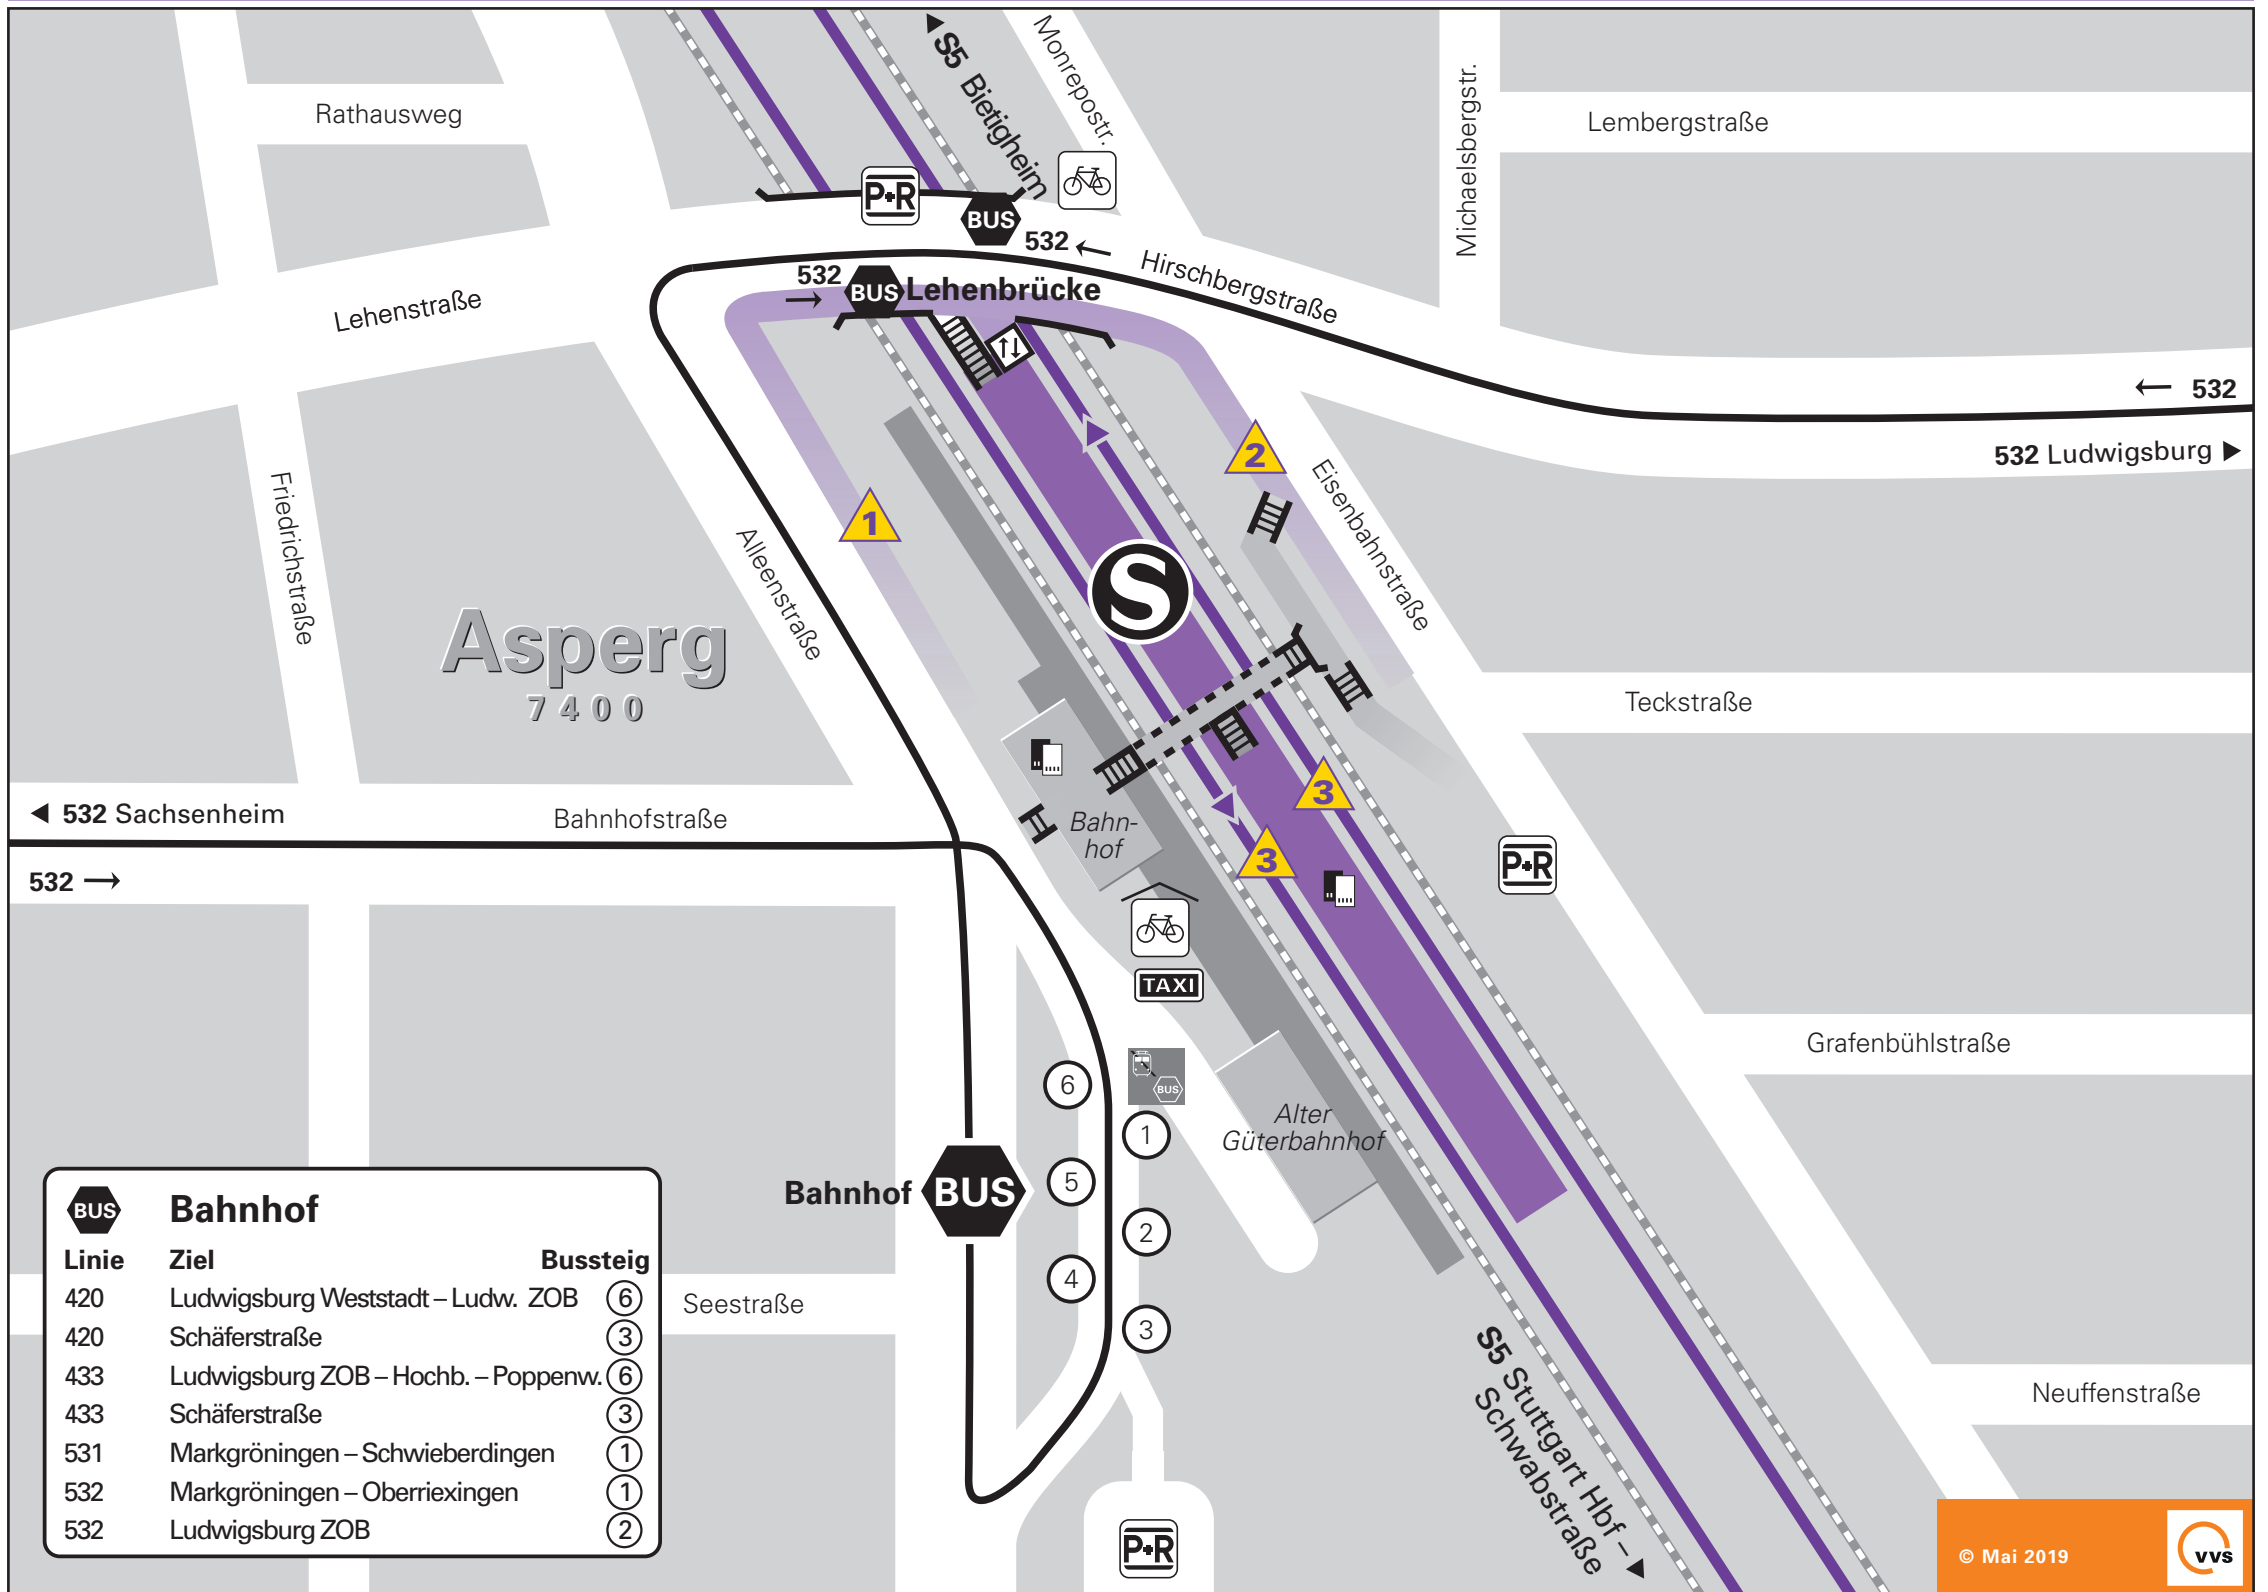 S5 Bietigheim
Monrepostr.
Michaelsbergstr.
Rathausweg
Lembergstraße
P+R
BUS
532
532
BUS
Lehenbrücke
Hirschbergstraße
Lehenstraße
532
532 Ludwigsburg
2
1
Eisenbahnstraße
Friedrichstraße
Alleenstraße
S
Asperg
7400
Teckstraße
532 Sachsenheim
Bahnhofstraße
3
Bahn-
hof
3
P+R
532
TAXI
Grafenbühlstraße
BUS
6
1
Alter
Güterbahnhof
5
Bahnhof
BUS
2
4
3
Seestraße
S5 Stuttgart Hbf –
Schwabstraße
Neuffenstraße
P+R
BUS Bahnhof
Linie Ziel Bussteig
420 Ludwigsburg Weststadt – Ludw. ZOB 6
420 Schäferstraße 3
433 Ludwigsburg ZOB – Hochb. – Poppenw. 6
433 Schäferstraße 3
531 Markgröningen – Schwieberdingen 1
532 Markgröningen – Oberriexingen 1
532 Ludwigsburg ZOB 2
© Mai 2019
vvs